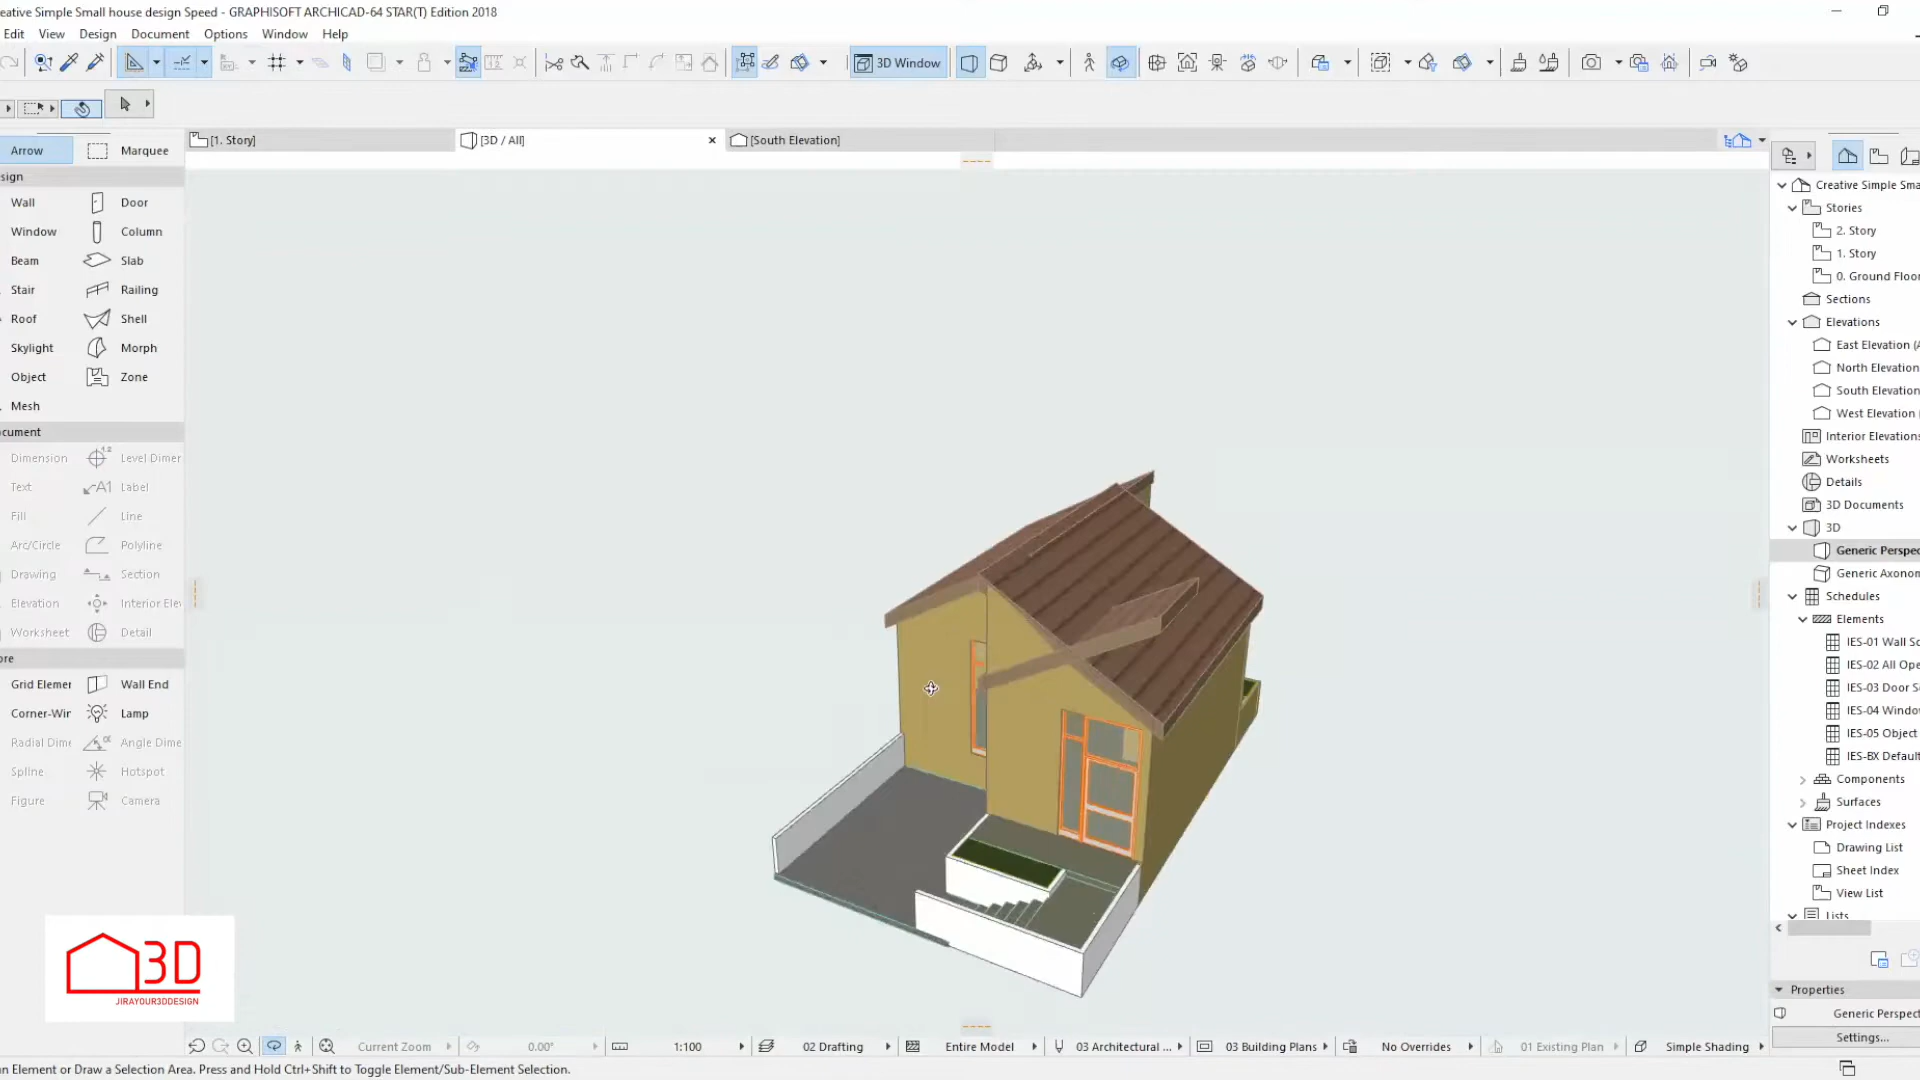 eative Simple Small house design Speed - GRAPHISOFT ARCHICAD-64 STAR(T) Edition 2018
Edit View Design Document Options Window Help
3D Window
[1. Story] [3D / All] [South Elevation]
Arrow Marquee
sign
Wall Door
Window Column
Beam Slab
Stair Railing
Roof Shell
Skylight Morph
Object Zone
Mesh
cument
Dimension Level Dimer
Text A1 Label
Fill Line
Arc/Circle Polyline
Drawing Section
Elevation Interior Ele
Worksheet Detail
ore
Grid Elemer Wall End
Corner-Wir Lamp
Radial Dime Angle Dime
Spline Hotspot
Figure Camera
Creative Simple Sma
Stories
2. Story
1. Story
0. Ground Floor
Sections
Elevations
East Elevation (A
North Elevation
South Elevation
West Elevation (
Interior Elevations
Worksheets
Details
3D Documents
3D
Generic Perspec
Generic Axonom
Schedules
Elements
IES-01 Wall Sc
IES-02 All Ope
IES-03 Door S
IES-04 Window
IES-05 Object
IES-BX Default
Components
Surfaces
Project Indexes
Drawing List
Sheet Index
View List
Lists
Properties
Generic Perspect
Settings...
3D
JIRAYOUR3DDESIGN
Current Zoom 0.00° 1:100 02 Drafting Entire Model 03 Architectural ... 03 Building Plans No Overrides 01 Existing Plan Simple Shading
n Element or Draw a Selection Area. Press and Hold Ctrl+Shift to Toggle Element/Sub-Element Selection.